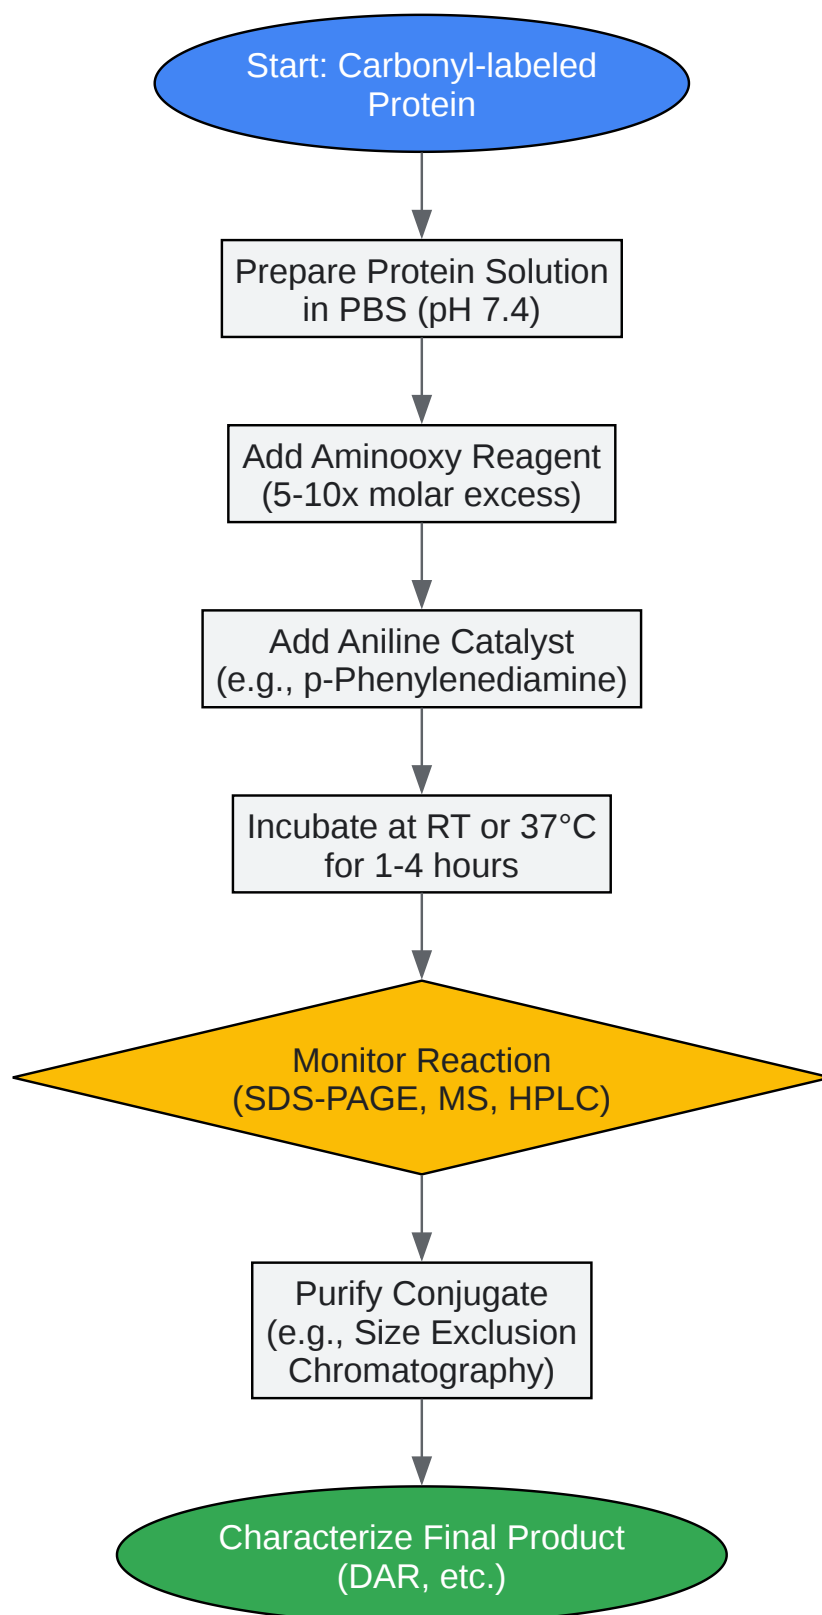 Start: Carbonyl-labeled
Protein
Prepare Protein Solution
in PBS (pH 7.4)
Add Aminooxy Reagent
(5-10x molar excess)
Add Aniline Catalyst
(e.g., p-Phenylenediamine)
Incubate at RT or 37°C
for 1-4 hours
Monitor Reaction
(SDS-PAGE, MS, HPLC)
Purify Conjugate
(e.g., Size Exclusion
Chromatography)
Characterize Final Product
(DAR, etc.)